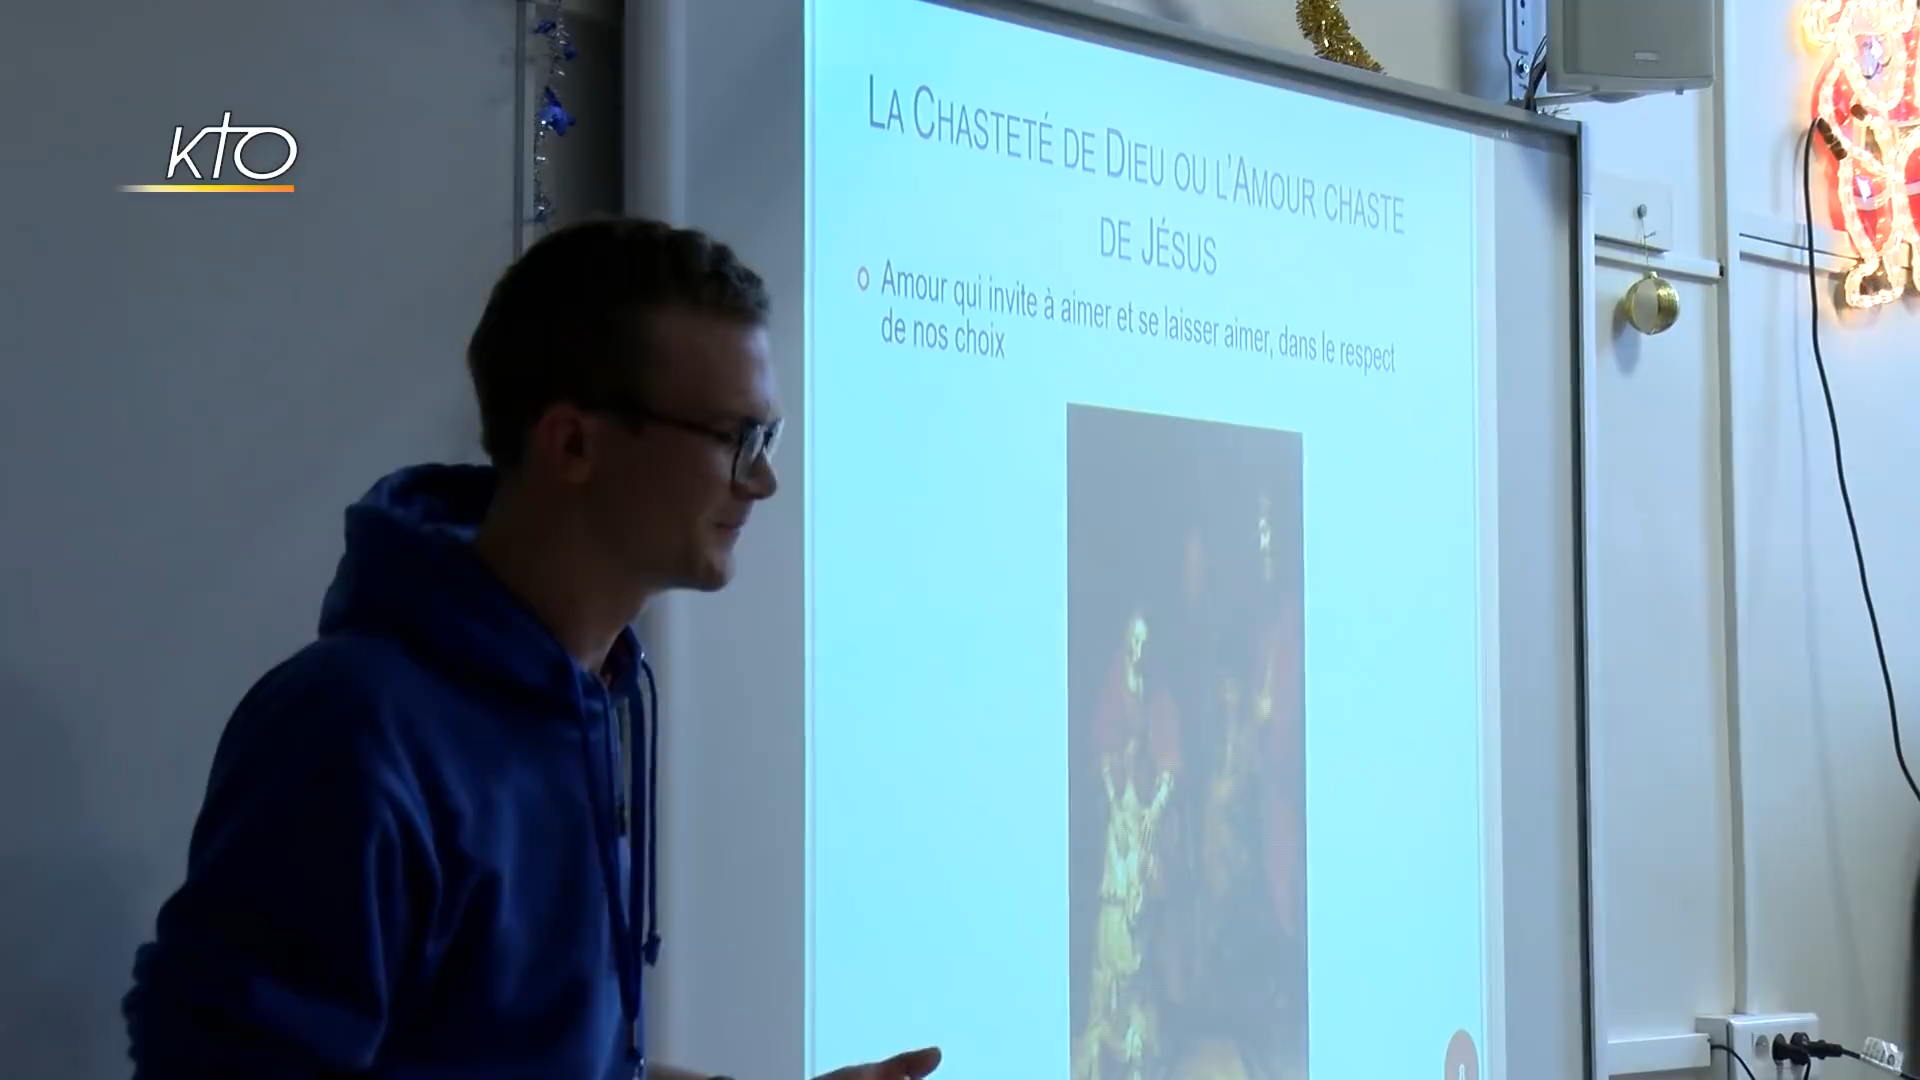 KTO
LA CHASTETÉ DE DIEU OU L'AMOUR CHASTE
DE JÉSUS
Amour qui invite à aimer et se laisser aimer, dans le respect
de nos choix